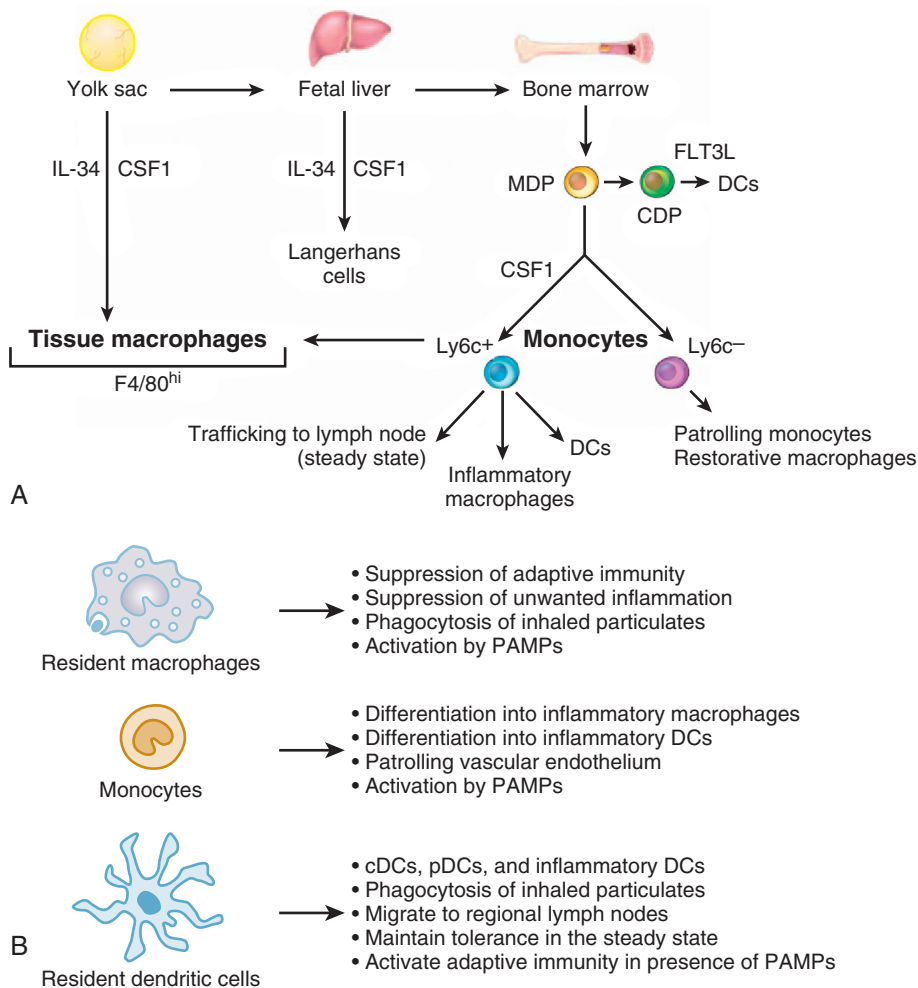 Yolk sac
Fetal liver
Bone marrow
IL-34
CSF1
IL-34
CSF1
FLT3L
MDP
DCs
CDP
Langerhans
cells
CSF1
Tissue macrophages
F4/80hi
Ly6c+
Monocytes
Ly6c–
Trafficking to lymph node
(steady state)
Inflammatory
macrophages
DCs
Patrolling monocytes
Restorative macrophages
A
Resident macrophages
• Suppression of adaptive immunity
• Suppression of unwanted inflammation
• Phagocytosis of inhaled particulates
• Activation by PAMPs
Monocytes
• Differentiation into inflammatory macrophages
• Differentiation into inflammatory DCs
• Patrolling vascular endothelium
• Activation by PAMPs
B
Resident dendritic cells
• cDCs, pDCs, and inflammatory DCs
• Phagocytosis of inhaled particulates
• Migrate to regional lymph nodes
• Maintain tolerance in the steady state
• Activate adaptive immunity in presence of PAMPs